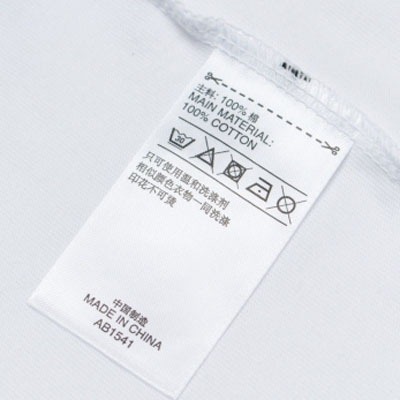 主料: 100% 棉
MAIN MATERIAL:
100% COTTON
30
只可使用温和洗涤剂
相似颜色衣物一同洗涤
印花不可烫
中国制造
MADE IN CHINA
AB1541